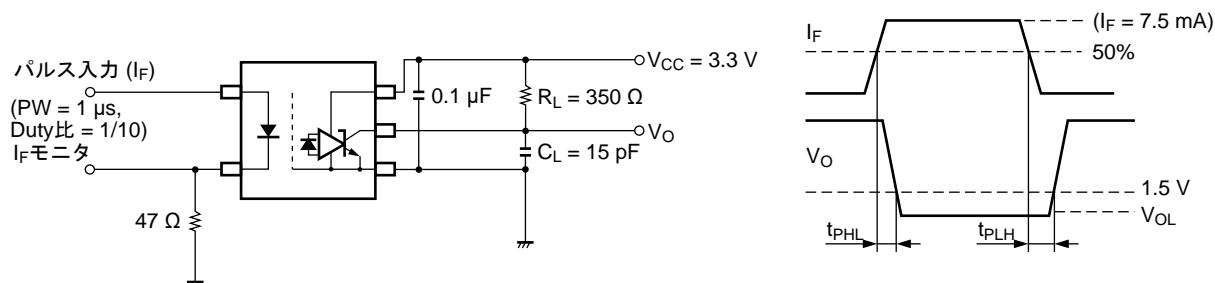 パルス入力 (IF)
(PW = 1 μs,
Duty比 = 1/10)
IFモニタ
47 Ω
0.1 μF
VCC = 3.3 V
RL = 350 Ω
VO
CL = 15 pF
IF
(IF = 7.5 mA)
50%
VO
1.5 V
VOL
tPHL
tPLH